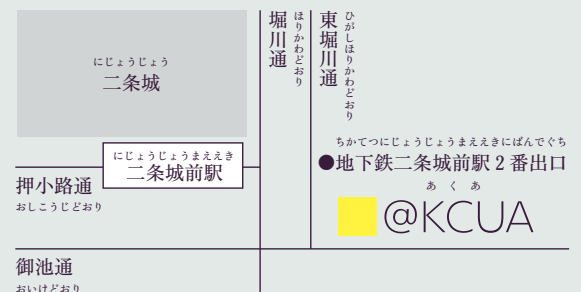 にじょうじょう
二条城
ほりかわどおり
堀川通
ひがしほりかわどおり
東堀川通
ちかてつにじょうじょうまええきにばんでぐち
●地下鉄二条城前駅2番出口
にじょうじょうまええき
二条城前駅
押小路通
おしこうじどおり
あくあ
@KCUA
御池通
おいけどおり